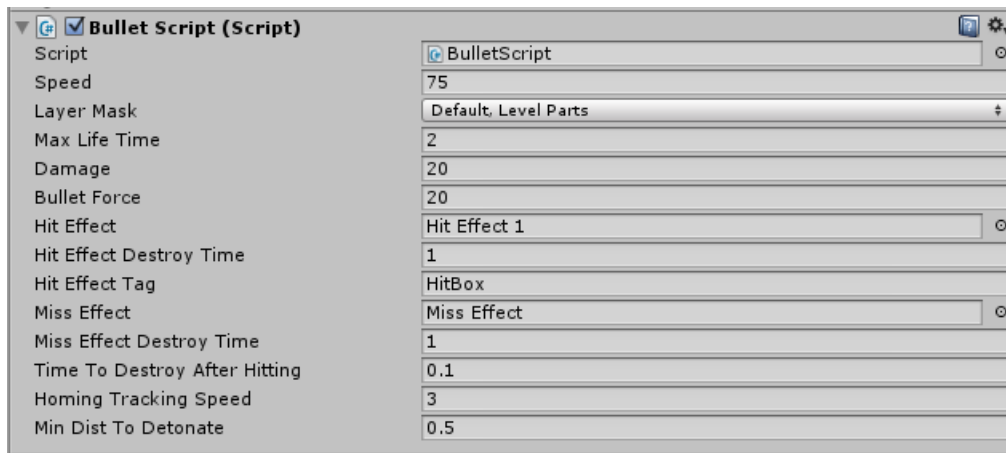 Bullet Script (Script)
Script BulletScript
Speed 75
Layer Mask Default, Level Parts
Max Life Time 2
Damage 20
Bullet Force 20
Hit Effect Hit Effect 1
Hit Effect Destroy Time 1
Hit Effect Tag HitBox
Miss Effect Miss Effect
Miss Effect Destroy Time 1
Time To Destroy After Hitting 0.1
Homing Tracking Speed 3
Min Dist To Detonate 0.5